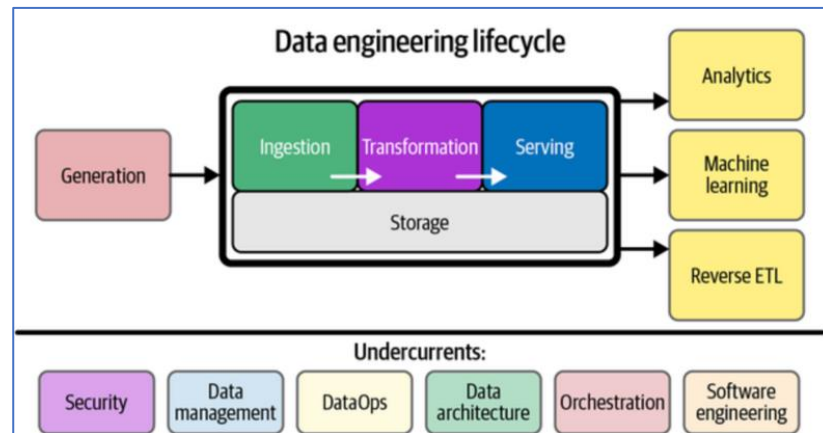 Data engineering lifecycle
Generation
Ingestion
Transformation
Serving
Storage
Analytics
Machine
learning
Reverse ETL
Undercurrents:
Security
Data
management
DataOps
Data
architecture
Orchestration
Software
engineering